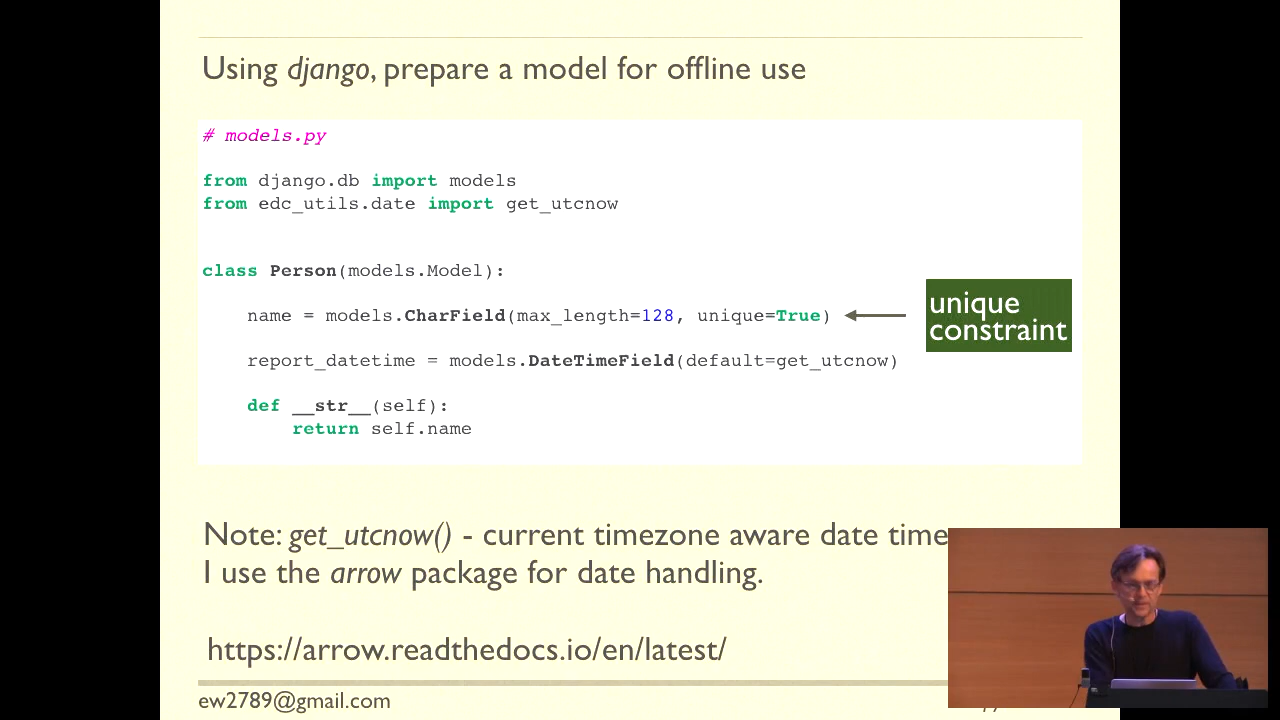 Using django, prepare a model for offline use
# models.py
from django.db import models
from edc_utils.date import get_utcnow
class Person(models.Model):
name = models.CharField(max_length=128, unique=True)
unique
constraint
report_datetime = models.DateTimeField(default=get_utcnow)
def __str__(self):
return self.name
Note: get_utcnow() - current timezone aware date time
I use the arrow package for date handling.
https://arrow.readthedocs.io/en/latest/
ew2789@gmail.com